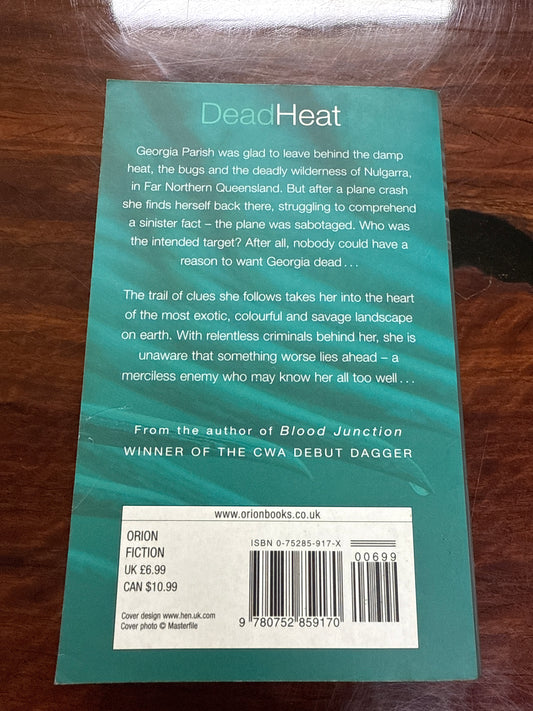 DeadHeat
Georgia Parish was glad to leave behind the damp
heat, the bugs and the deadly wilderness of Nulgarra,
in Far Northern Queensland. But after a plane crash
she finds herself back there, struggling to comprehend
a sinister fact – the plane was sabotaged. Who was
the intended target? After all, nobody could have a
reason to want Georgia dead . . .
The trail of clues she follows takes her into the heart
of the most exotic, colourful and savage landscape
on earth. With relentless criminals behind her, she is
unaware that something worse lies ahead – a
merciless enemy who may know her all too well . . .
From the author of Blood Junction
WINNER OF THE CWA DEBUT DAGGER
www.orionbooks.co.uk
ORION
FICTION
UK £6.99
CAN $10.99
Cover design www.hen.uk.com
Cover photo © Masterfile
ISBN 0-75285-917-X
00699
9 780752 859170